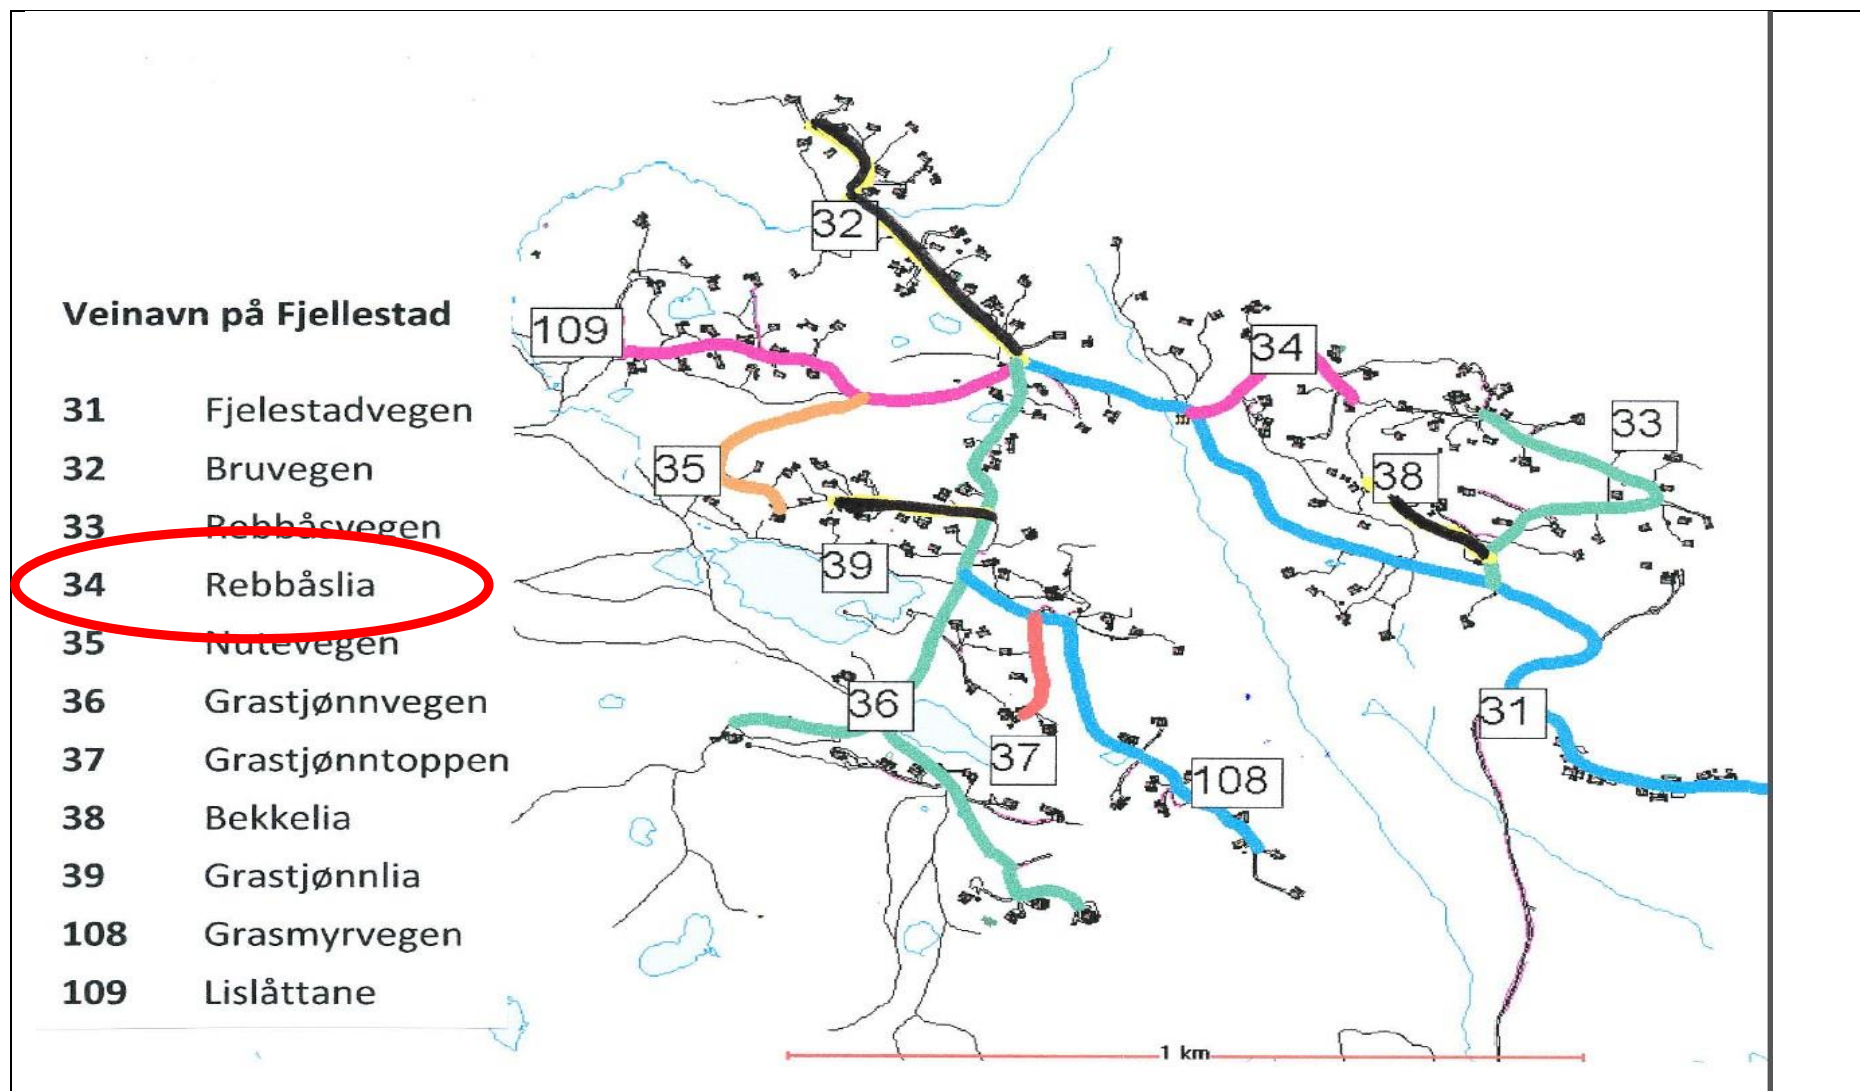 Veinavn på Fjellestad
31 Fjelestadvegen
32 Bruvegen
33 Rebbåsvegen
34 Rebbåslia
35 Nutevegen
36 Grastjønnvegen
37 Grastjønntoppen
38 Bekkelia
39 Grastjønnlia
108 Grasmyrvegen
109 Lislåttane
32
109
34
33
35
38
39
36
31
37
108
1 km